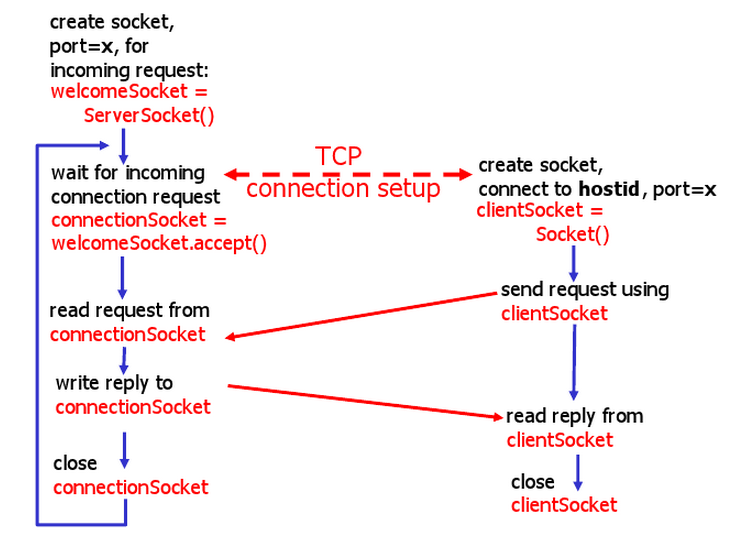 create socket,
port=x, for
incoming request:
welcomeSocket =
ServerSocket()
wait for incoming
connection request
connectionSocket =
welcomeSocket.accept()
read request from
connectionSocket
write reply to
connectionSocket
close
connectionSocket
TCP
connection setup
create socket,
connect to hostid, port=x
clientSocket =
Socket()
send request using
clientSocket
read reply from
clientSocket
close
clientSocket